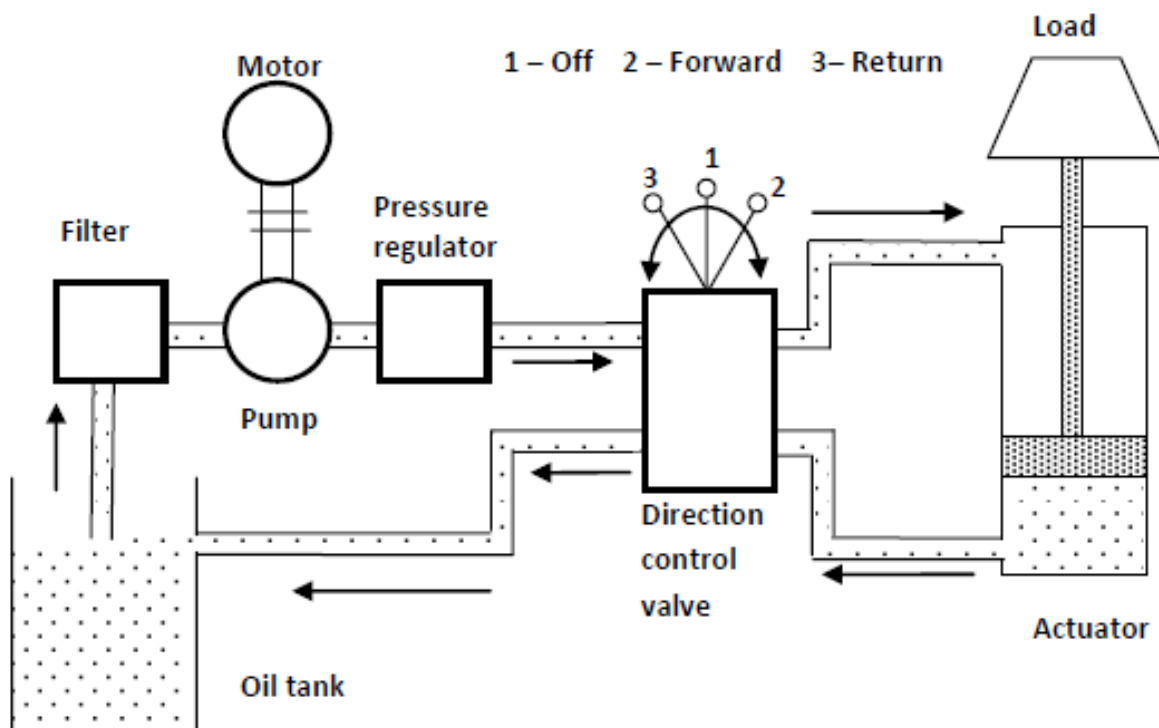 Load
Motor
1 – Off 2 – Forward 3– Return
1
3
2
Pressure
regulator
Filter
Pump
Direction
control
valve
Actuator
Oil tank